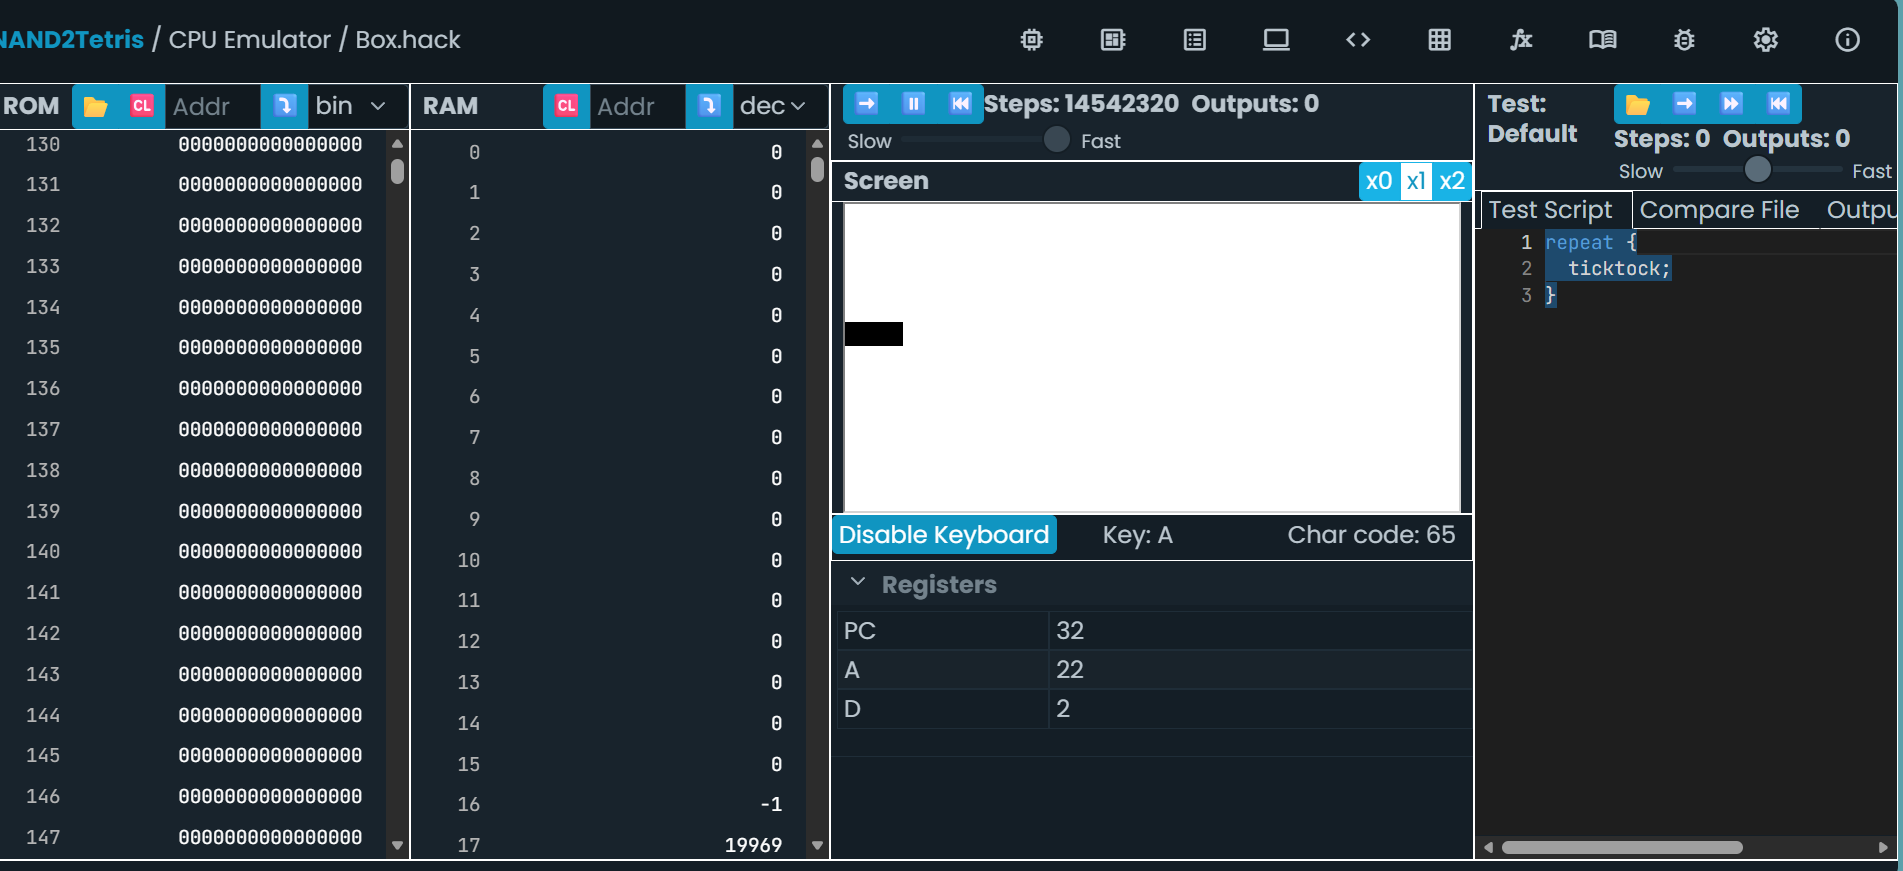 NAND2Tetris / CPU Emulator / Box.hack
ROM CL Addr bin
130 0000000000000000
131 0000000000000000
132 0000000000000000
133 0000000000000000
134 0000000000000000
135 0000000000000000
136 0000000000000000
137 0000000000000000
138 0000000000000000
139 0000000000000000
140 0000000000000000
141 0000000000000000
142 0000000000000000
143 0000000000000000
144 0000000000000000
145 0000000000000000
146 0000000000000000
147 0000000000000000
RAM CL Addr dec
0 0
1 0
2 0
3 0
4 0
5 0
6 0
7 0
8 0
9 0
10 0
11 0
12 0
13 0
14 0
15 0
16 -1
17 19969
Steps: 14542320 Outputs: 0
Slow Fast
Screen x0 x1 x2
Disable Keyboard Key: A Char code: 65
Registers
PC 32
A 22
D 2
Test:
Default
Steps: 0 Outputs: 0
Slow Fast
Test Script Compare File Outpu
1 repeat {
2 ticktock;
3 }